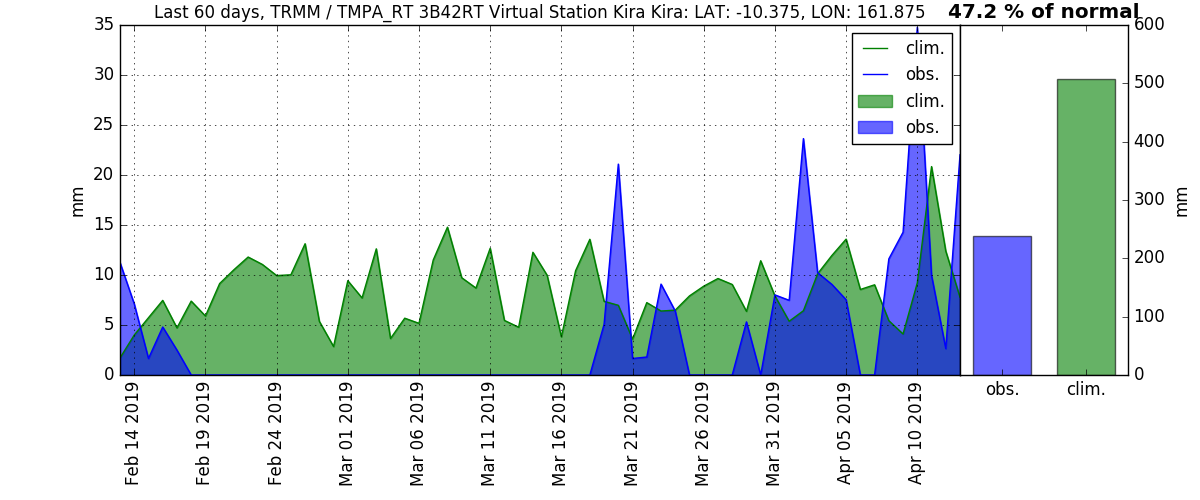 Last 60 days, TRMM / TMPA_RT 3B42RT Virtual Station Kira Kira: LAT: -10.375, LON: 161.875
47.2 % of normal
35
30
25
20
15
10
5
0
mm
clim.
obs.
clim.
obs.
600
500
400
300
200
100
0
mm
Feb 14 2019
Feb 19 2019
Feb 24 2019
Mar 01 2019
Mar 06 2019
Mar 11 2019
Mar 16 2019
Mar 21 2019
Mar 26 2019
Mar 31 2019
Apr 05 2019
Apr 10 2019
obs.
clim.